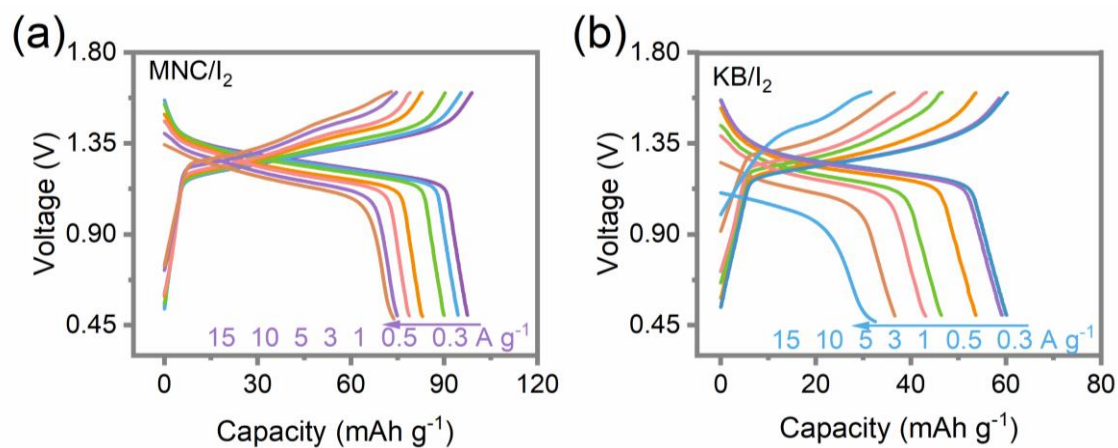 (a)
MNC/I₂
1.80
1.35
0.90
0.45
Voltage (V)
15 10 5 3 1 0.5 0.3 A g⁻¹
0 30 60 90 120
Capacity (mAh g⁻¹)
(b)
KB/I₂
1.80
1.35
0.90
0.45
Voltage (V)
15 10 5 3 1 0.5 0.3 A g⁻¹
0 20 40 60 80
Capacity (mAh g⁻¹)